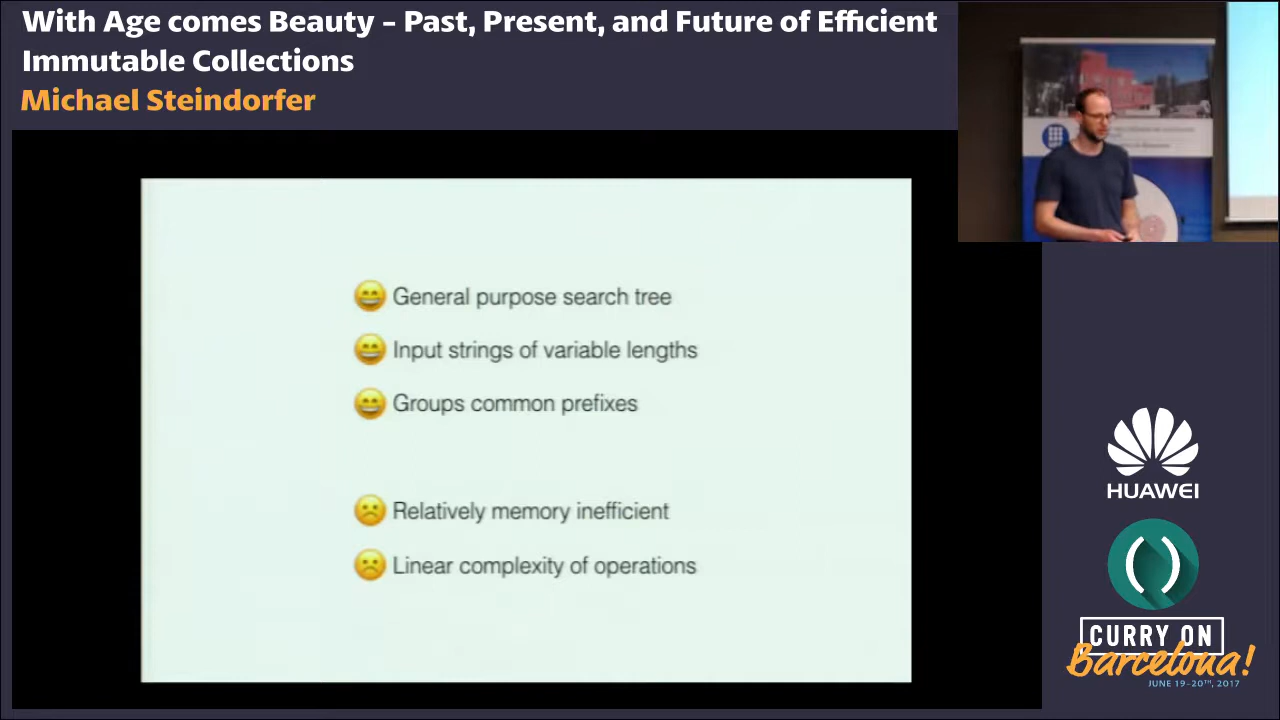 With Age comes Beauty – Past, Present, and Future of Efficient
Immutable Collections
Michael Steindorfer
General purpose search tree
Input strings of variable lengths
Groups common prefixes
Relatively memory inefficient
Linear complexity of operations
HUAWEI
CURRY ON
Barcelona!
JUNE 19-20TH, 2017